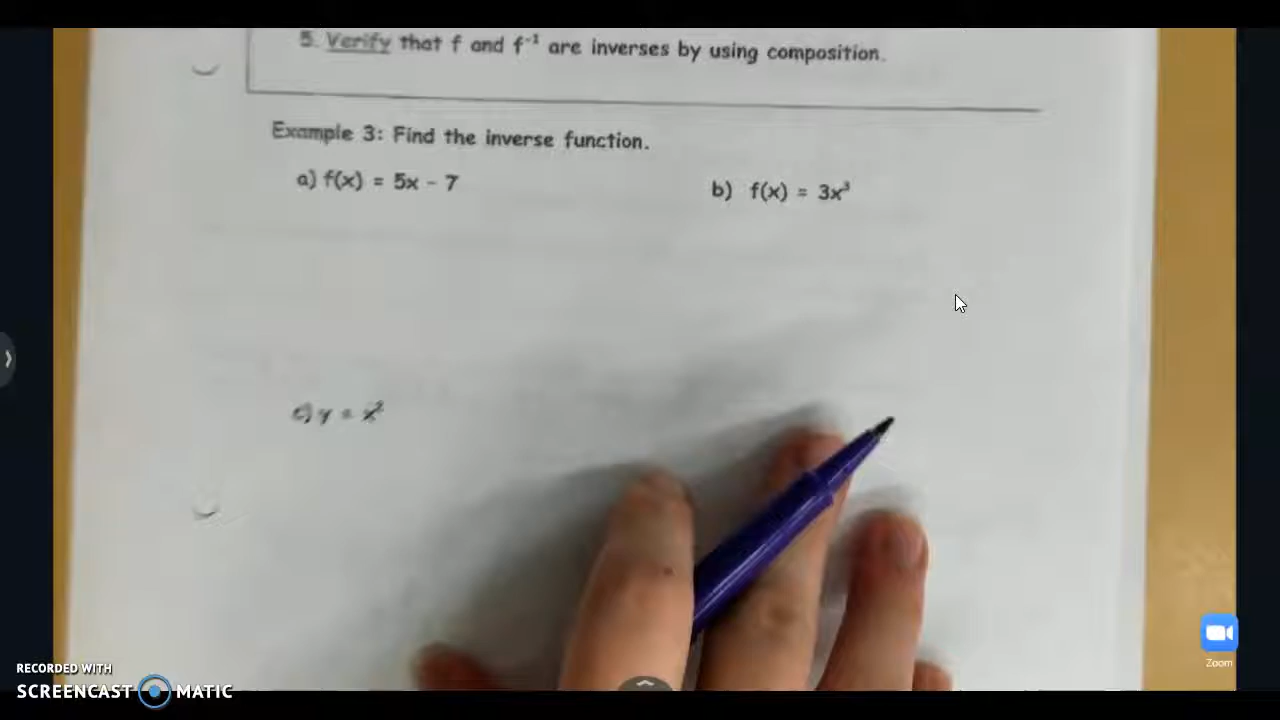 5. Verify that f and f⁻¹ are inverses by using composition.
Example 3: Find the inverse function.
a) f(x) = 5x - 7
b) f(x) = 3x³
c) y = x²
Zoom
RECORDED WITH
SCREENCAST MATIC